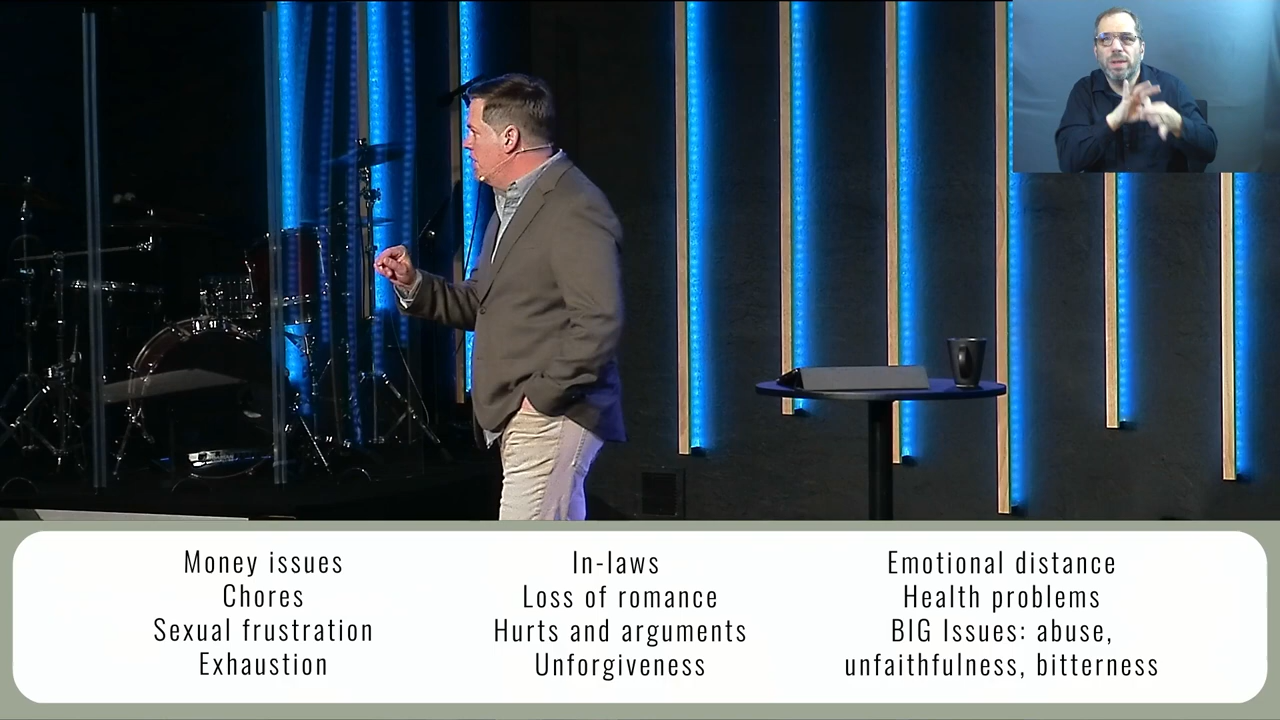 Money issues
Chores
Sexual frustration
Exhaustion
In-laws
Loss of romance
Hurts and arguments
Unforgiveness
Emotional distance
Health problems
BIG Issues: abuse,
unfaithfulness, bitterness